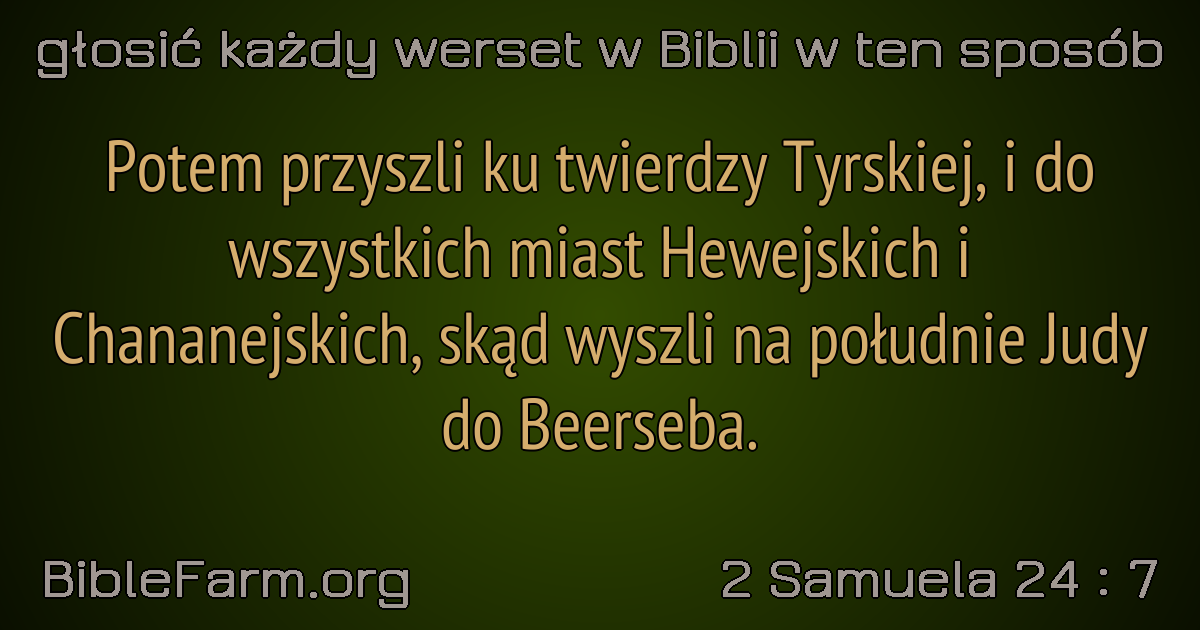 głosić każdy werset w Biblii w ten sposób
Potem przyszli ku twierdzy Tyrskiej, i do
wszystkich miast Hewejskich i
Chananejskich, skąd wyszli na południe Judy
do Beerseba.
BibleFarm.org
2 Samuela 24 : 7